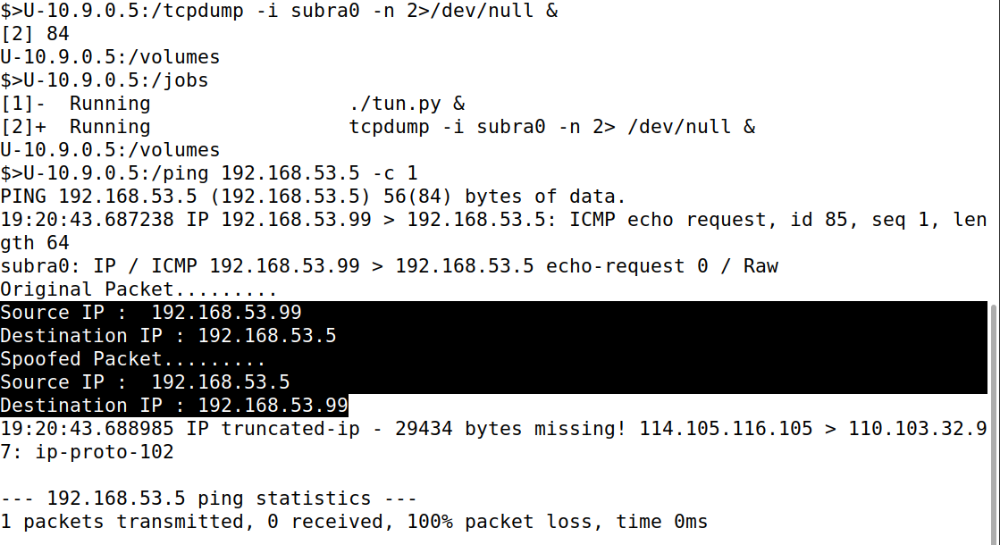 $>U-10.9.0.5:/tcpdump -i subra0 -n 2>/dev/null &
[2] 84
U-10.9.0.5:/volumes
$>U-10.9.0.5:/jobs
[1]-  Running                 ./tun.py &
[2]+  Running                 tcpdump -i subra0 -n 2> /dev/null &
U-10.9.0.5:/volumes
$>U-10.9.0.5:/ping 192.168.53.5 -c 1
PING 192.168.53.5 (192.168.53.5) 56(84) bytes of data.
19:20:43.687238 IP 192.168.53.99 > 192.168.53.5: ICMP echo request, id 85, seq 1, len
gth 64
subra0: IP / ICMP 192.168.53.99 > 192.168.53.5 echo-request 0 / Raw
Original Packet.........
Source IP :  192.168.53.99
Destination IP : 192.168.53.5
Spoofed Packet.........
Source IP :  192.168.53.5
Destination IP : 192.168.53.99
19:20:43.688985 IP truncated-ip - 29434 bytes missing! 114.105.116.105 > 110.103.32.9
7: ip-proto-102
--- 192.168.53.5 ping statistics ---
1 packets transmitted, 0 received, 100% packet loss, time 0ms